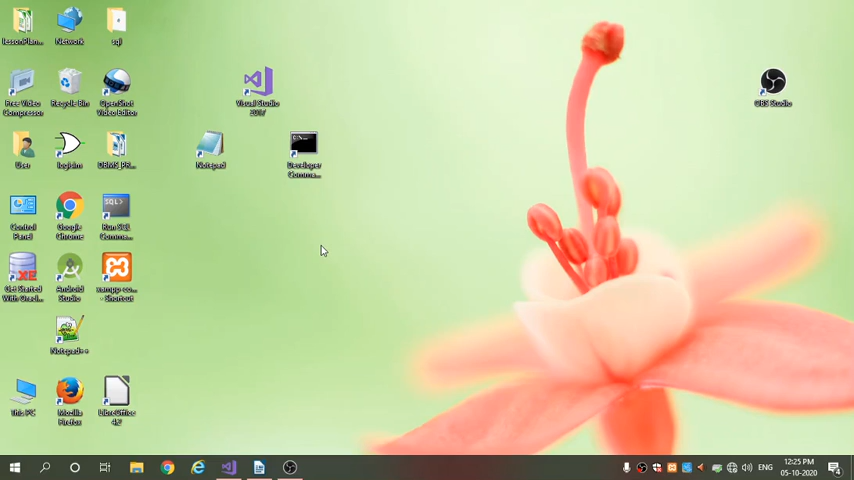 lessonPlan...
Network
sql
Free Video
Compressor
Recycle Bin
OpenShot
Video Editor
Visual Studio
2017
OBS Studio
User
logisim
Notepad
Developer
Comma...
Control
Panel
Google
Chrome
Run SQL
Comma...
SQL>
Get Started
With Oracl...
XE
Android
Studio
xampp-co...
- Shortcut
Notepad++
This PC
Mozilla
Firefox
LibreOffice
ENG
12:25 PM
05-10-2020
4